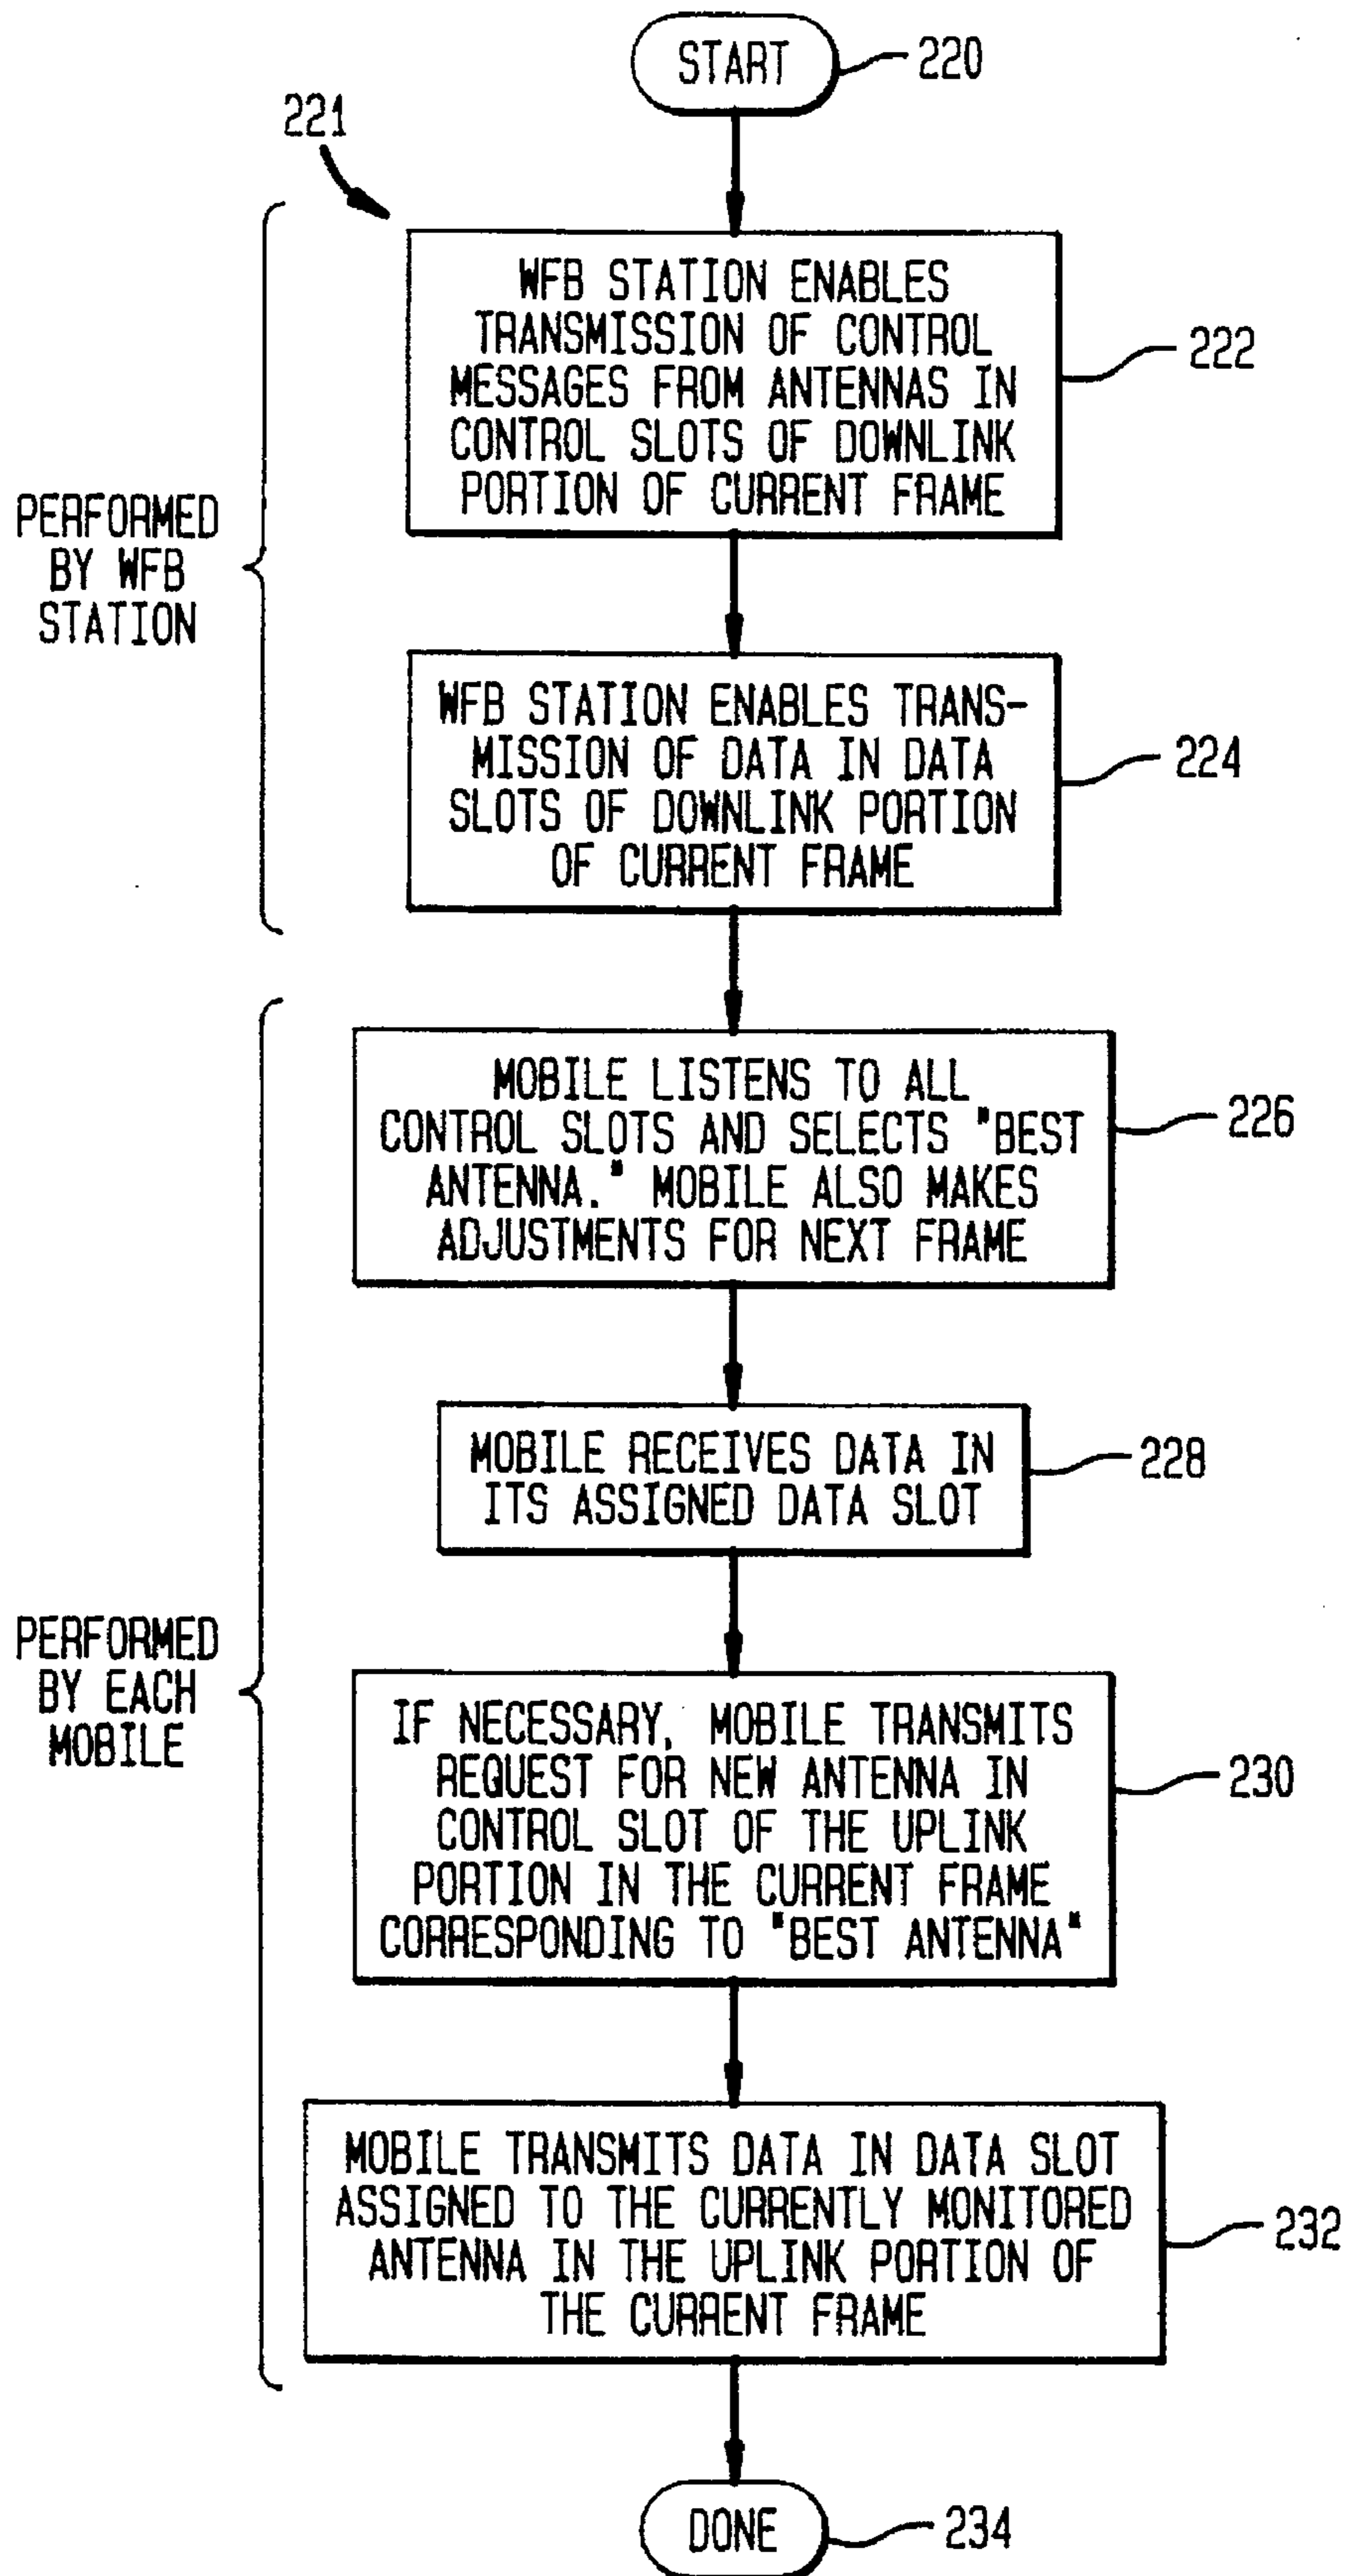 START
220
221
WFB STATION ENABLES
TRANSMISSION OF CONTROL
MESSAGES FROM ANTENNAS IN
CONTROL SLOTS OF DOWNLINK
PORTION OF CURRENT FRAME
222
PERFORMED
BY WFB
STATION
WFB STATION ENABLES TRANS-
MISSION OF DATA IN DATA
SLOTS OF DOWNLINK PORTION
OF CURRENT FRAME
224
MOBILE LISTENS TO ALL
CONTROL SLOTS AND SELECTS "BEST
ANTENNA." MOBILE ALSO MAKES
ADJUSTMENTS FOR NEXT FRAME
226
MOBILE RECEIVES DATA IN
ITS ASSIGNED DATA SLOT
228
PERFORMED
BY EACH
MOBILE
IF NECESSARY, MOBILE TRANSMITS
REQUEST FOR NEW ANTENNA IN
CONTROL SLOT OF THE UPLINK
PORTION IN THE CURRENT FRAME
CORRESPONDING TO "BEST ANTENNA"
230
MOBILE TRANSMITS DATA IN DATA SLOT
ASSIGNED TO THE CURRENTLY MONITORED
ANTENNA IN THE UPLINK PORTION OF
THE CURRENT FRAME
232
DONE
234